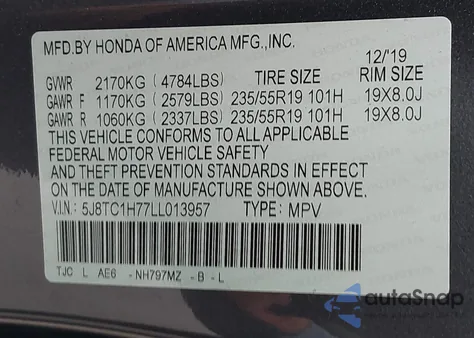 MFD.BY HONDA OF AMERICA MFG.,INC.
12/'19
GVWR 2170KG (4784LBS) TIRE SIZE RIM SIZE
GAWR F 1170KG (2579LBS) 235/55R19 101H 19X8.0J
GAWR R 1060KG (2337LBS) 235/55R19 101H 19X8.0J
THIS VEHICLE CONFORMS TO ALL APPLICABLE
FEDERAL MOTOR VEHICLE SAFETY
AND THEFT PREVENTION STANDARDS IN EFFECT
ON THE DATE OF MANUFACTURE SHOWN ABOVE.
V.I.N.: 5J8TC1H77LL013957 TYPE: MPV
TJC L AE6 -NH797MZ -B -L
autoSnap